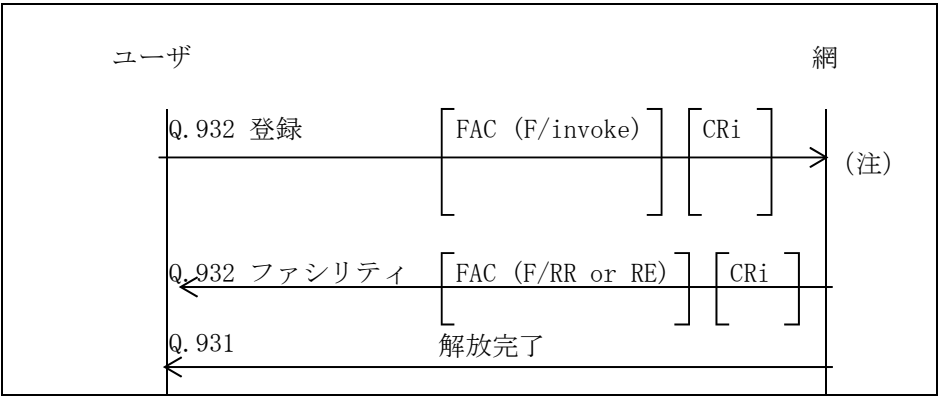 ユーザ 網
Q.932 登録 FAC (F/invoke) CRi
(注)
Q.932 ファシリティ FAC (F/RR or RE) CRi
Q.931 解放完了